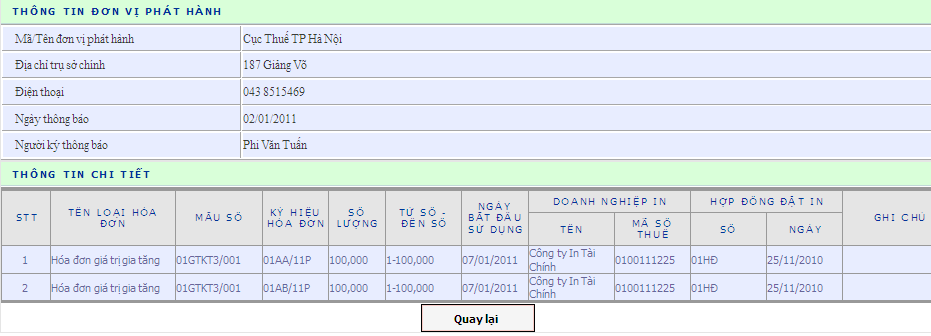 THÔNG TIN ĐƠN VỊ PHÁT HÀNH
Mã/Tên đơn vị phát hành Cục Thuế TP Hà Nội
Địa chỉ trụ sở chính 187 Giảng Võ
Điện thoại 043 8515469
Ngày thông báo 02/01/2011
Người ký thông báo Phi Vân Tuấn
THÔNG TIN CHI TIẾT
STT TÊN LOẠI HÓA ĐƠN MẪU SỐ KÝ HIỆU HÓA ĐƠN SỐ LƯỢNG TỪ SỐ - ĐẾN SỐ NGÀY BẮT ĐẦU SỬ DỤNG DOANH NGHIỆP IN HỢP ĐỒNG ĐẶT IN GHI CHÚ
TÊN MÃ SỐ THUẾ SỐ NGÀY
1 Hóa đơn giá trị gia tăng 01GTKT3/001 01AA/11P 100,000 1-100,000 07/01/2011 Công ty In Tài Chính 0100111225 01HĐ 25/11/2010
2 Hóa đơn giá trị gia tăng 01GTKT3/001 01AB/11P 100,000 1-100,000 07/01/2011 Công ty In Tài Chính 0100111225 01HĐ 25/11/2010
Quay lại